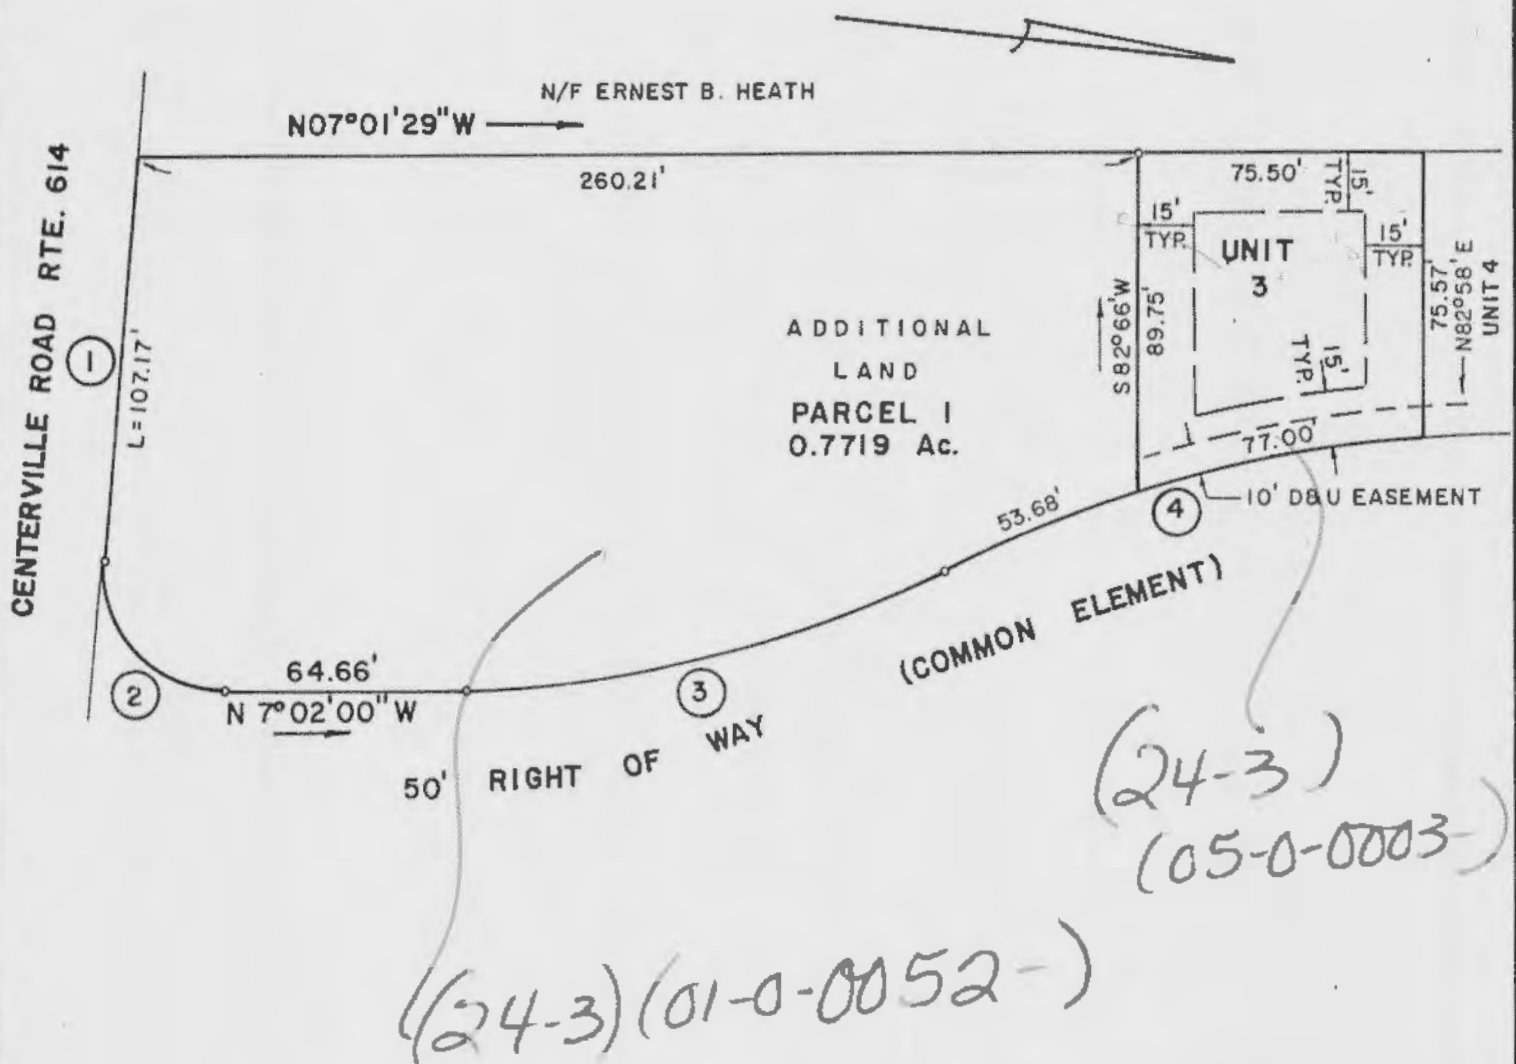 N/F ERNEST B. HEATH
N07°01'29"W
260.21'
CENTERVILLE ROAD RTE. 614
1
L=107.17'
ADDITIONAL
LAND
PARCEL 1
0.7719 Ac.
S82°66'W
89.75'
75.50'
15'
TYP.
15'
TYP.
UNIT
3
15'
TYP.
15'
TYP.
75.57'
N82°58'E
UNIT 4
77.00'
10' D&U EASEMENT
4
53.68'
(COMMON ELEMENT)
2
64.66'
N 7°02'00"W
3
50' RIGHT OF WAY
(24-3)
(05-0-0003-)
(24-3)(01-0-0052-)